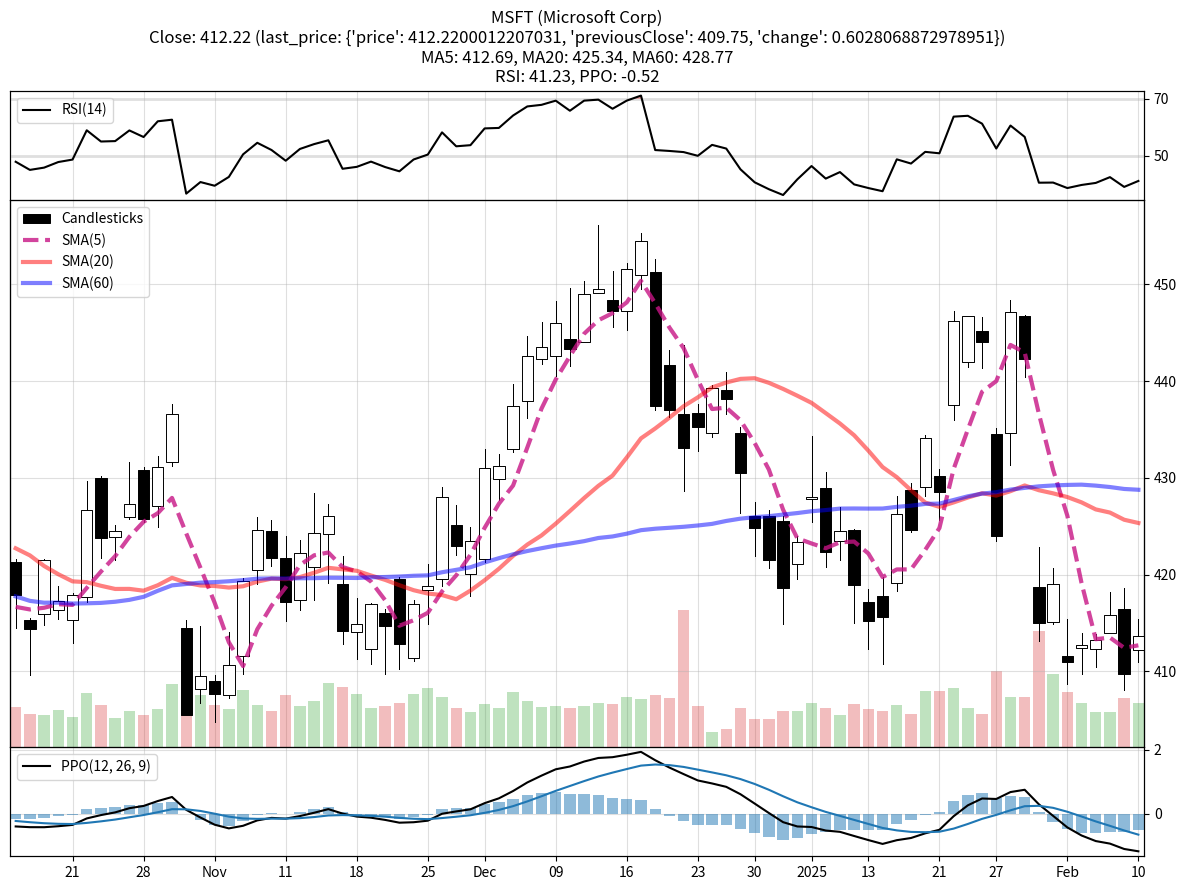 MSFT (Microsoft Corp)
Close: 412.22 (last_price: {'price': 412.2200012207031, 'previousClose': 409.75, 'change': 0.6028068872978951})
MA5: 412.69, MA20: 425.34, MA60: 428.77
RSI: 41.23, PPO: -0.52
RSI(14)
70
50
Candlesticks
SMA(5)
SMA(20)
SMA(60)
450
440
430
420
410
PPO(12, 26, 9)
2
0
21 28 Nov 11 18 25 Dec 09 16 23 30 2025 13 21 27 Feb 10